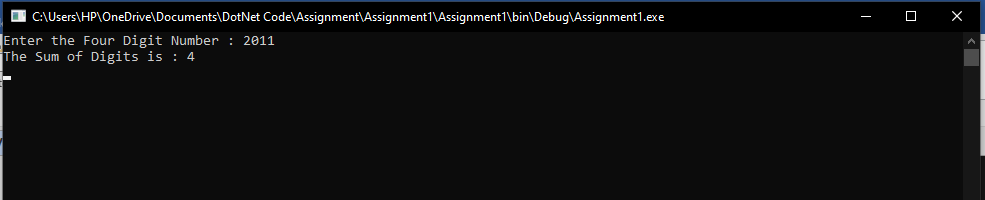 C:\Users\HP\OneDrive\Documents\DotNet Code\Assignment\Assignment1\Assignment1\bin\Debug\Assignment1.exe
Enter the Four Digit Number : 2011
The Sum of Digits is : 4